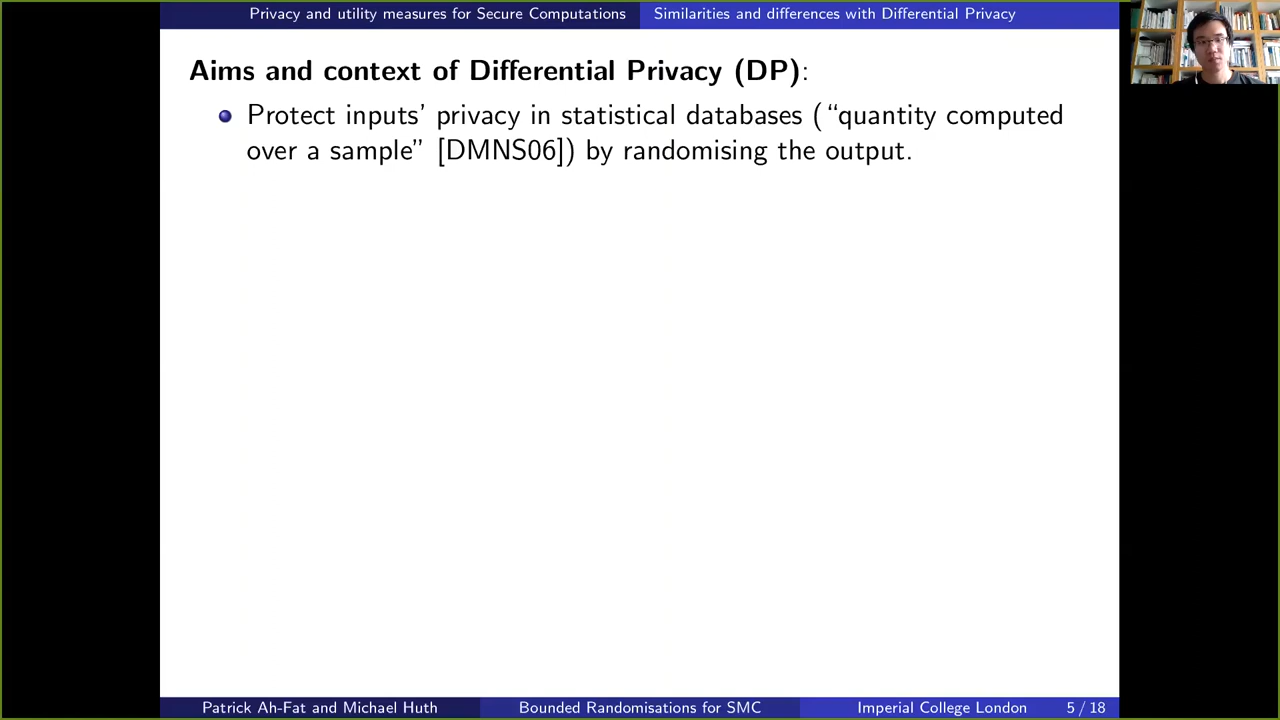 Privacy and utility measures for Secure Computations Similarities and differences with Differential Privacy
Aims and context of Differential Privacy (DP):
Protect inputs’ privacy in statistical databases (“quantity computed
over a sample” [DMNS06]) by randomising the output.
Patrick Ah-Fat and Michael Huth Bounded Randomisations for SMC Imperial College London 5 / 18